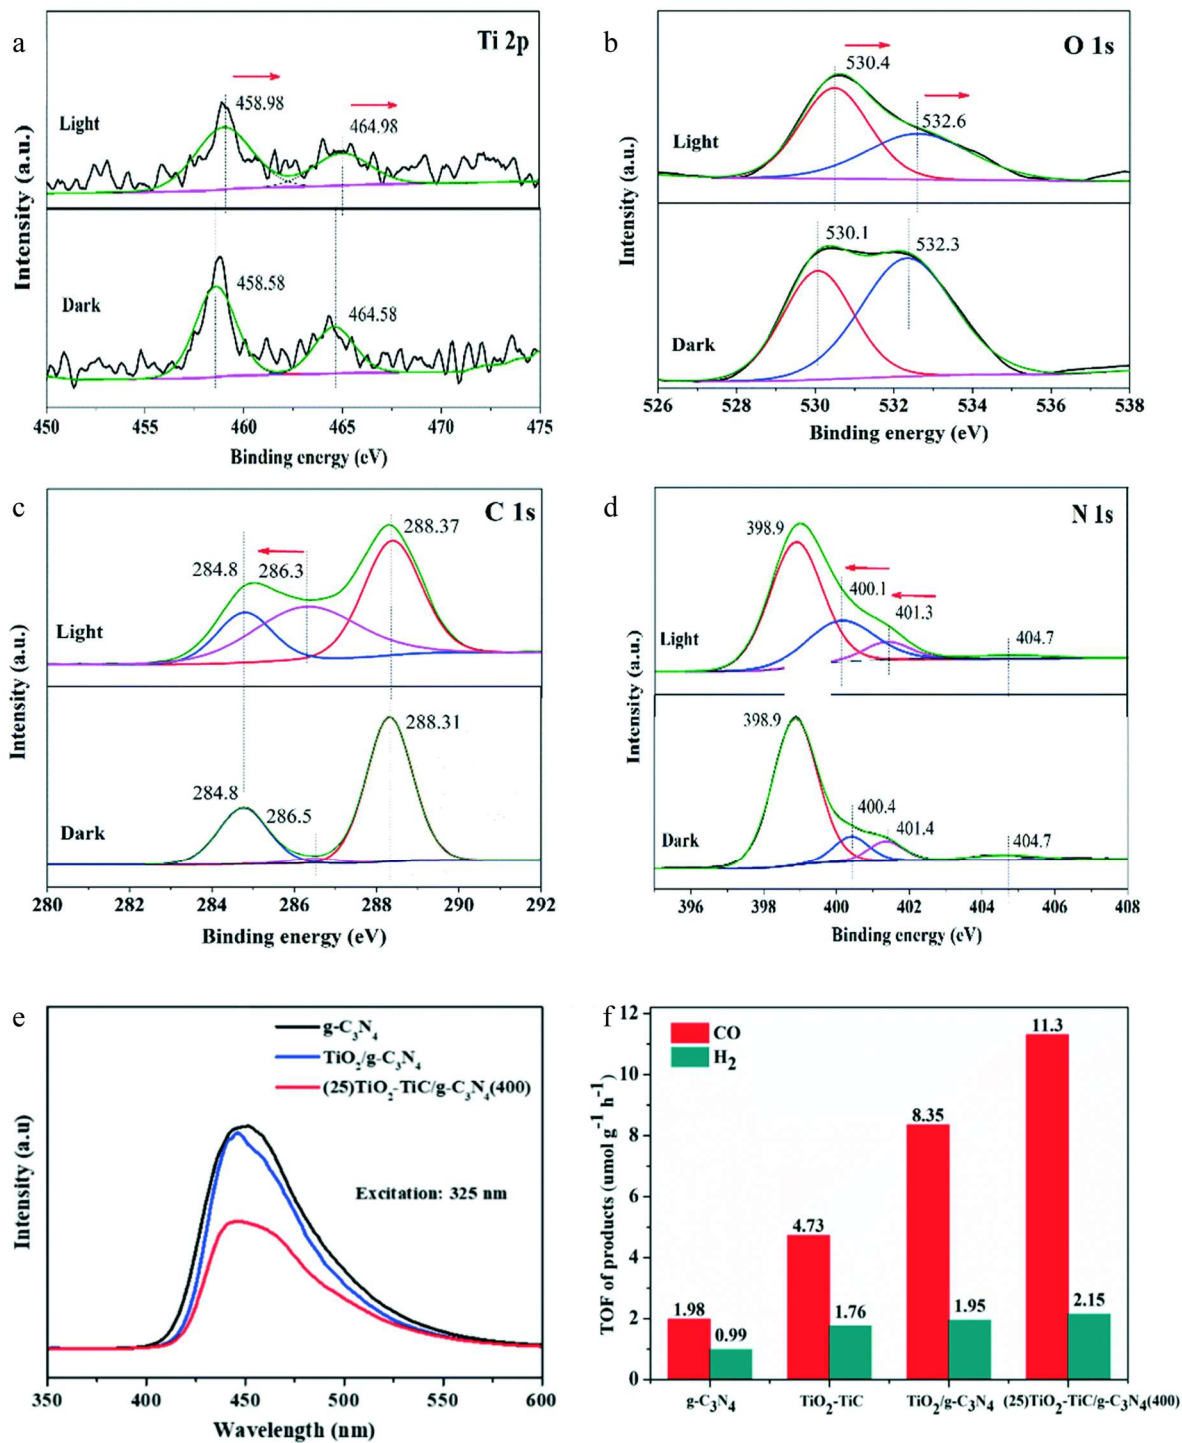 a
Ti 2p
458.98
464.98
Light
458.58
464.58
Dark
Intensity (a.u.)
450 455 460 465 470 475
Binding energy (eV)
b
O 1s
530.4
532.6
Light
530.1
532.3
Dark
Intensity (a.u.)
526 528 530 532 534 536 538
Binding energy (eV)
c
C 1s
288.37
284.8 286.3
Light
288.31
284.8
286.5
Dark
Intensity (a.u.)
280 282 284 286 288 290 292
Binding energy (eV)
d
N 1s
398.9
400.1
401.3
404.7
Light
398.9
400.4
401.4
404.7
Dark
Intensity (a.u.)
396 398 400 402 404 406 408
Binding energy (eV)
e
g-C₃N₄
TiO₂/g-C₃N₄
(25)TiO₂-TiC/g-C₃N₄(400)
Excitation: 325 nm
Intensity (a.u)
350 400 450 500 550 600
Wavelength (nm)
f
CO
H₂
12
10
8
6
4
2
0
1.98
0.99
4.73
1.76
8.35
1.95
11.3
2.15
TOF of products (umol g⁻¹ h⁻¹)
g-C₃N₄ TiO₂-TiC TiO₂/g-C₃N₄ (25)TiO₂-TiC/g-C₃N₄(400)